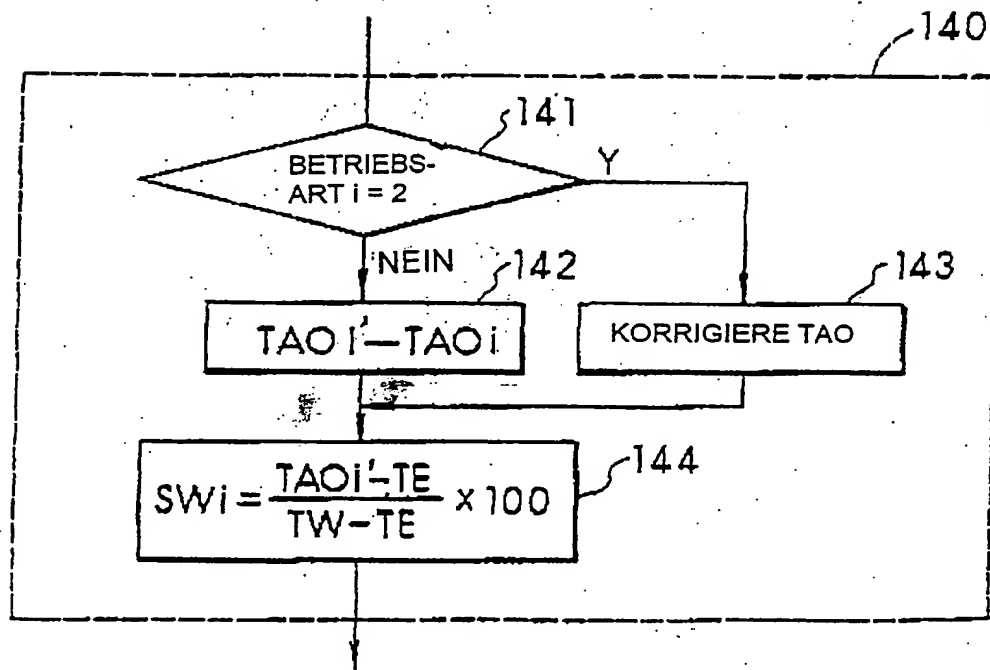 140
141
BETRIEBS-
ART i = 2
Y
NEIN
142
143
TAO i′ — TAO i
KORRIGIERE TAO
144
SWi = TAOi′-TE / TW-TE × 100